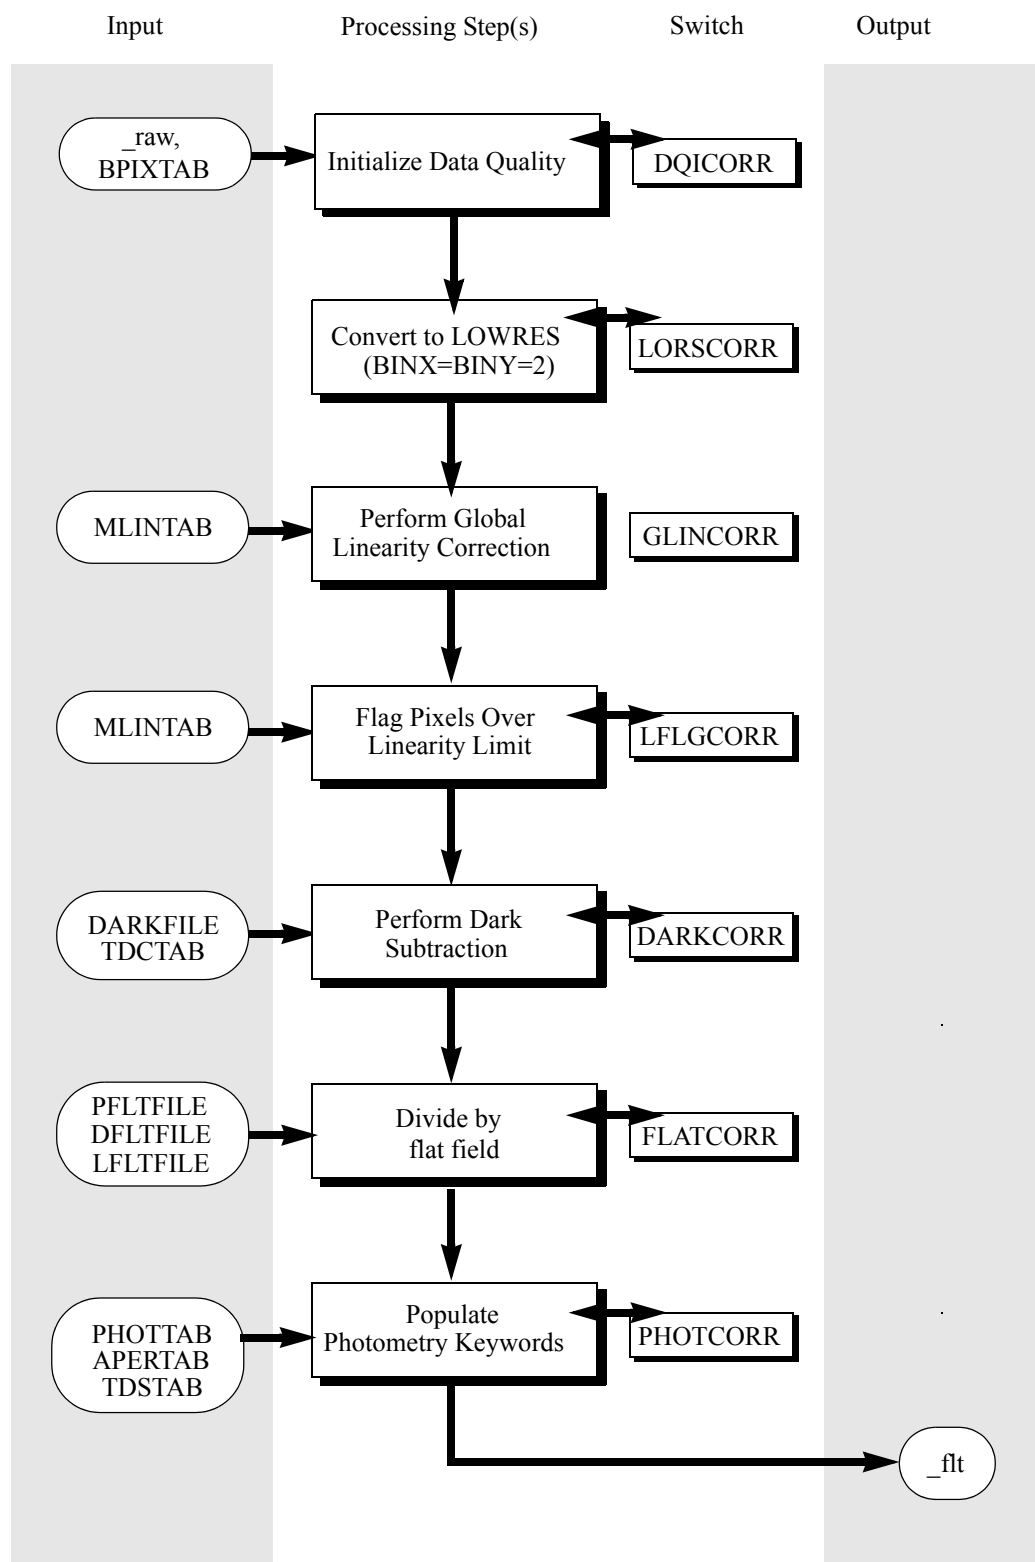 Input Processing Step(s) Switch Output
_raw,
BPIXTAB
Initialize Data Quality
DQICORR
Convert to LOWRES
(BINX=BINY=2)
LORSCORR
MLINTAB
Perform Global
Linearity Correction
GLINCORR
MLINTAB
Flag Pixels Over
Linearity Limit
LFLGCORR
DARKFILE
TDCTAB
Perform Dark
Subtraction
DARKCORR
PFLTFILE
DFLTFILE
LFLTFILE
Divide by
flat field
FLATCORR
PHOTTAB
APERTAB
TDSTAB
Populate
Photometry Keywords
PHOTCORR
_flt